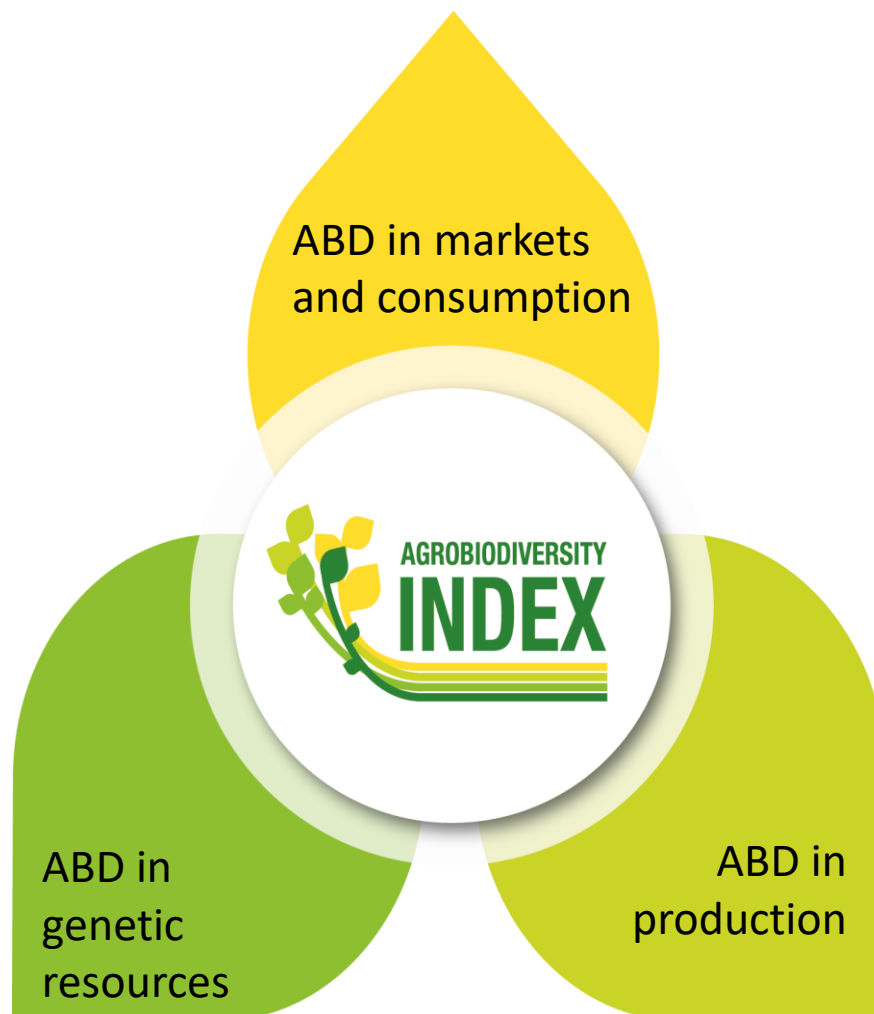 ABD in markets
and consumption
AGROBIODIVERSITY
INDEX
ABD in
genetic
resources
ABD in
production